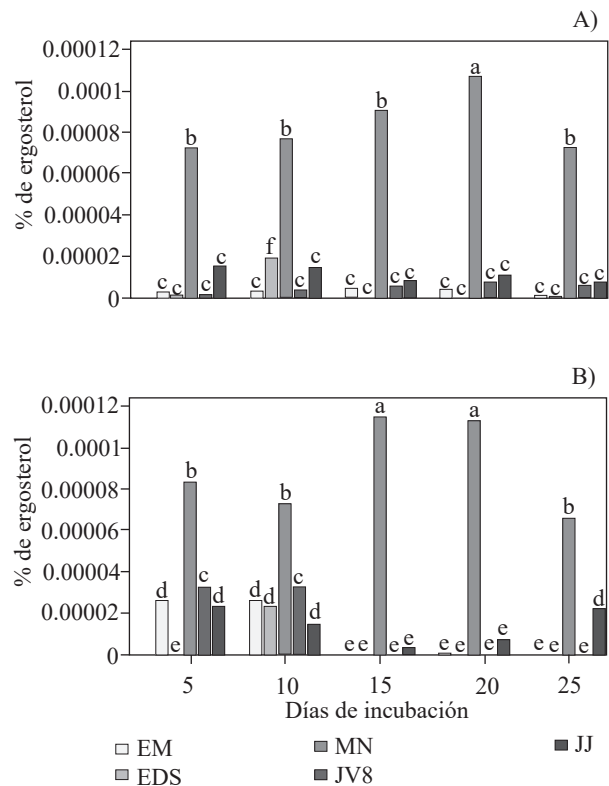 A)
% de ergosterol
0.00012
0.0001
0.00008
0.00006
0.00004
0.00002
0
c c b c c
c f b c c
c c b c c
c c a c c
c c b c c
B)
% de ergosterol
0.00012
0.0001
0.00008
0.00006
0.00004
0.00002
0
d e b c d
d d b c d
e e a e e
e e a e e
e e b e d
5 10 15 20 25
Días de incubación
EM MN JJ
EDS JV8